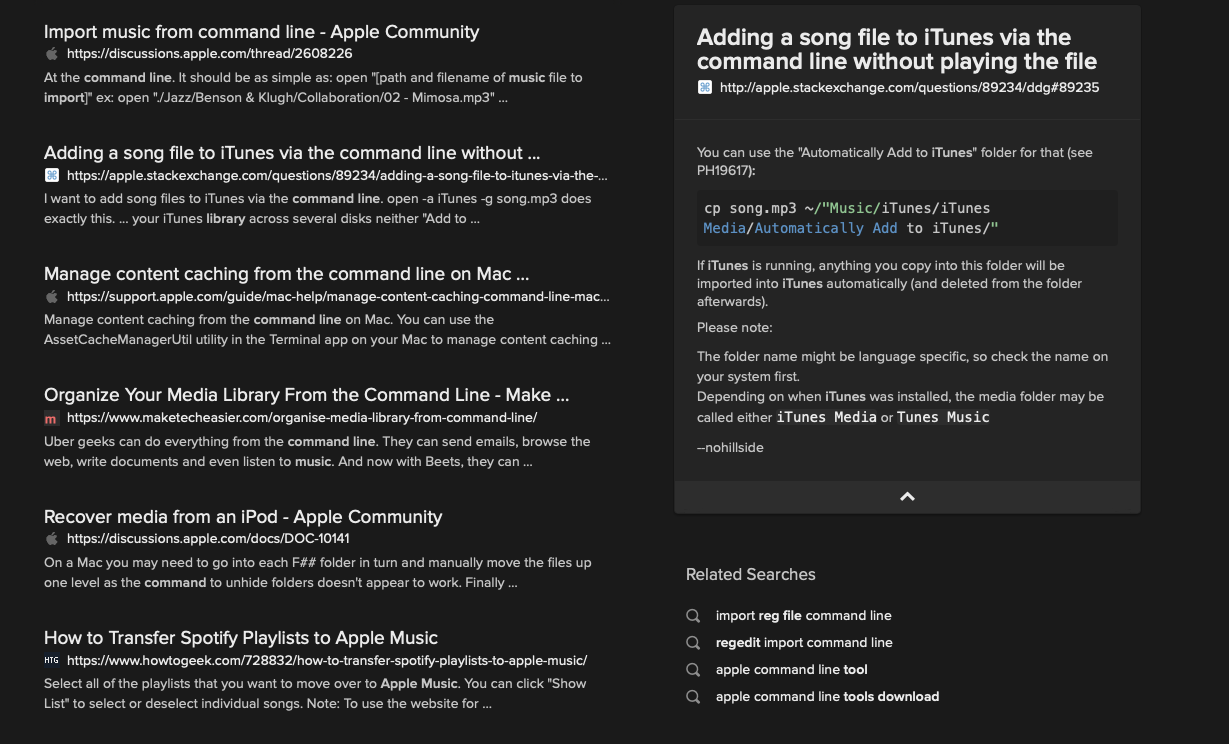 Import music from command line - Apple Community
https://discussions.apple.com/thread/2608226
At the command line. It should be as simple as: open "[path and filename of music file to
import]" ex: open "./Jazz/Benson & Klugh/Collaboration/02 - Mimosa.mp3" ...
Adding a song file to iTunes via the command line without ...
https://apple.stackexchange.com/questions/89234/adding-a-song-file-to-itunes-via-the-...
I want to add song files to iTunes via the command line. open -a iTunes -g song.mp3 does
exactly this. ... your iTunes library across several disks neither "Add to ...
Manage content caching from the command line on Mac ...
https://support.apple.com/guide/mac-help/manage-content-caching-command-line-mac...
Manage content caching from the command line on Mac. You can use the
AssetCacheManagerUtil utility in the Terminal app on your Mac to manage content caching ...
Organize Your Media Library From the Command Line - Make ...
m https://www.maketecheasier.com/organise-media-library-from-command-line/
Uber geeks can do everything from the command line. They can send emails, browse the
web, write documents and even listen to music. And now with Beets, they can ...
Recover media from an iPod - Apple Community
https://discussions.apple.com/docs/DOC-10141
On a Mac you may need to go into each F## folder in turn and manually move the files up
one level as the command to unhide folders doesn't appear to work. Finally ...
How to Transfer Spotify Playlists to Apple Music
HTG https://www.howtogeek.com/728832/how-to-transfer-spotify-playlists-to-apple-music/
Select all of the playlists that you want to move over to Apple Music. You can click "Show
List" to select or deselect individual songs. Note: To use the website for ...
Adding a song file to iTunes via the
command line without playing the file
http://apple.stackexchange.com/questions/89234/ddg#89235
You can use the "Automatically Add to iTunes" folder for that (see
PH19617):
cp song.mp3 ~/"Music/iTunes/iTunes
Media/Automatically Add to iTunes/"
If iTunes is running, anything you copy into this folder will be
imported into iTunes automatically (and deleted from the folder
afterwards).
Please note:
The folder name might be language specific, so check the name on
your system first.
Depending on when iTunes was installed, the media folder may be
called either iTunes Media or Tunes Music
--nohillside
Related Searches
import reg file command line
regedit import command line
apple command line tool
apple command line tools download